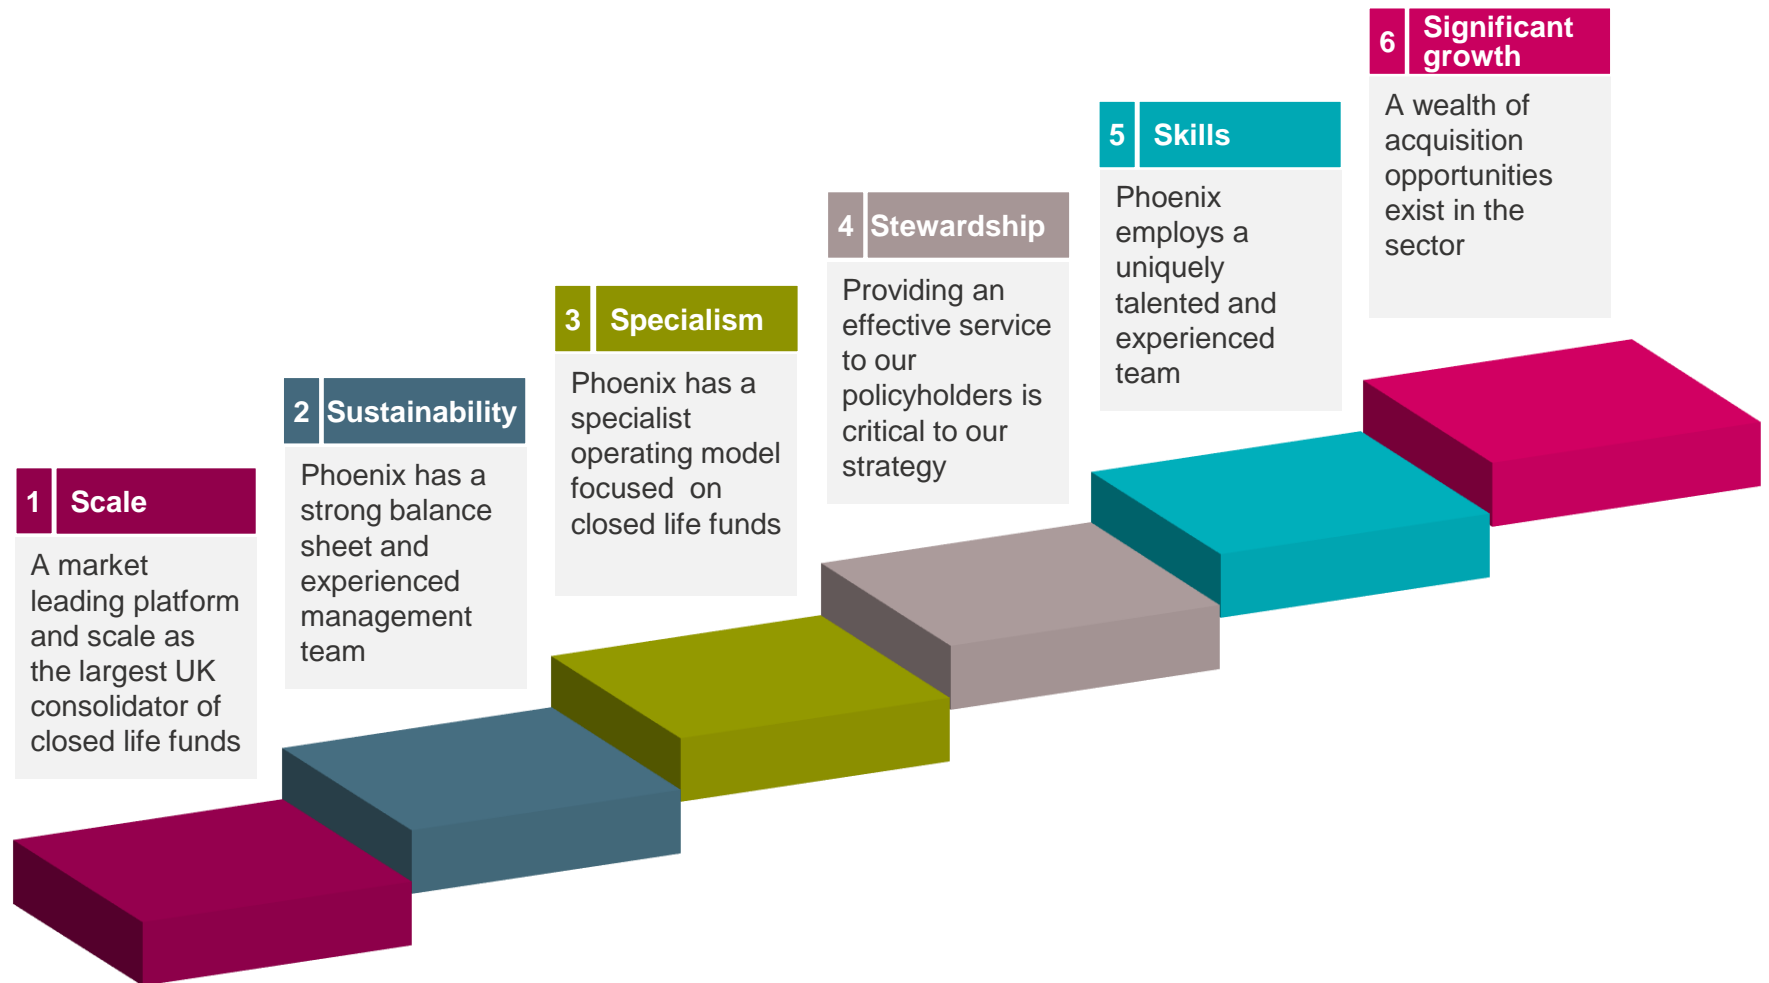 1 Scale
A market
leading platform
and scale as
the largest UK
consolidator of
closed life funds
2 Sustainability
Phoenix has a
strong balance
sheet and
experienced
management
team
3 Specialism
Phoenix has a
specialist
operating model
focused  on
closed life funds
4 Stewardship
Providing an
effective service
to our
policyholders is
critical to our
strategy
5 Skills
Phoenix
employs a
uniquely
talented and
experienced
team
6 Significant
growth
A wealth of
acquisition
opportunities
exist in the
sector